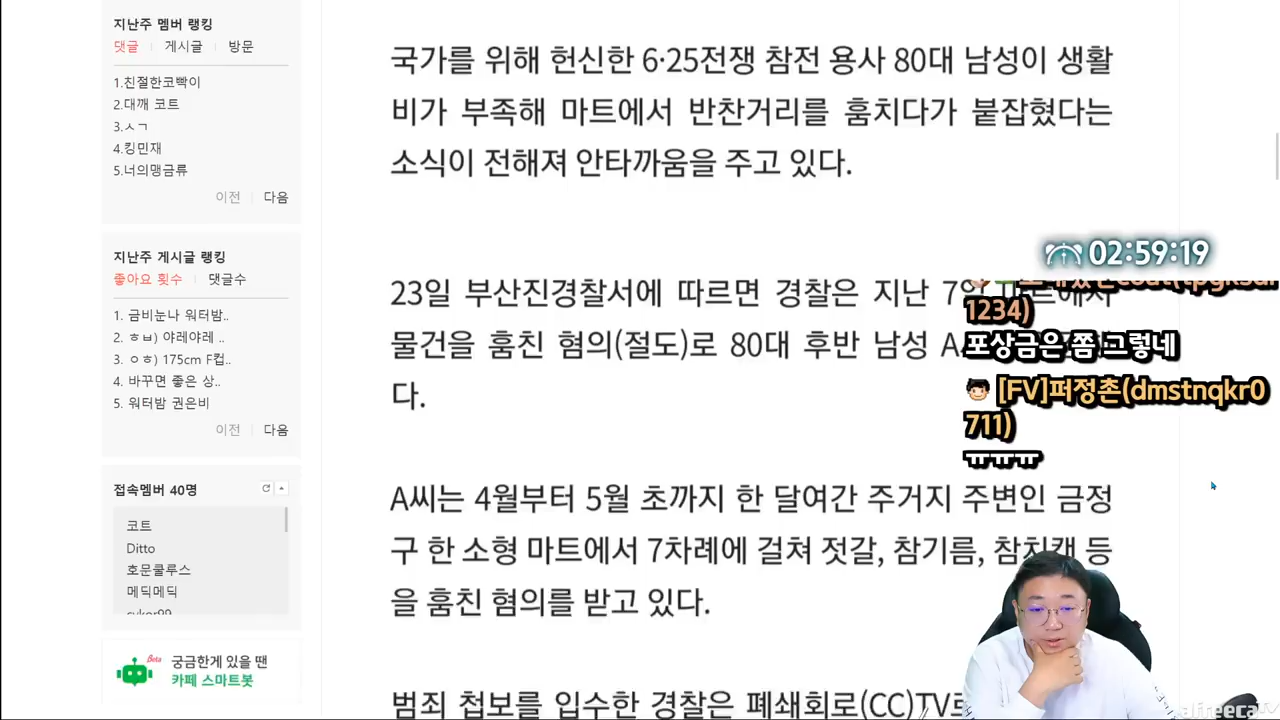 지난주 멤버 랭킹
댓글 게시글 방문
1.친절한코빡이
2.대깨 코트
3.ㅅㄱ
4.킹민재
5.너의맹금류
이전 다음
지난주 게시글 랭킹
좋아요 횟수 댓글수
1. 금비눈나 워터밤..
2. ㅎㅂ) 야레야레 ..
3. ㅇㅎ) 175cm F컵..
4. 바꾸면 좋은 상..
5. 워터밤 권은비
이전 다음
접속멤버 40명
코트
Ditto
호문쿨루스
메딕메딕
Beta
궁금한게 있을 땐
카페 스마트봇
국가를 위해 헌신한 6·25전쟁 참전 용사 80대 남성이 생활
비가 부족해 마트에서 반찬거리를 훔치다가 붙잡혔다는
소식이 전해져 안타까움을 주고 있다.
23일 부산진경찰서에 따르면 경찰은 지난 7일 마트에서
물건을 훔친 혐의(절도)로 80대 후반 남성 A
다.
A씨는 4월부터 5월 초까지 한 달여간 주거지 주변인 금정
구 한 소형 마트에서 7차례에 걸쳐 젓갈, 참기름, 참치캔 등
을 훔친 혐의를 받고 있다.
범죄 첩보를 입수한 경찰은 폐쇄회로(CC)TV로
02:59:19
1234)
포상금은 쫌 그렇네
[FV]퍼정촌(dmstnqkr0
711)
ㅠㅠㅠ
afreecaTV